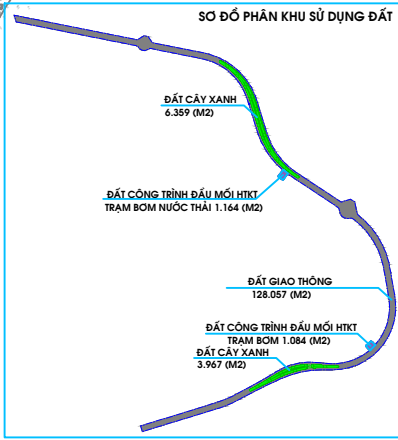 SƠ ĐỒ PHÂN KHU SỬ DỤNG ĐẤT
ĐẤT CÂY XANH
6.359 (M2)
ĐẤT CÔNG TRÌNH ĐẦU MỐI HTKT
TRẠM BƠM NƯỚC THẢI 1.164 (M2)
ĐẤT GIAO THÔNG
128.057 (M2)
ĐẤT CÔNG TRÌNH ĐẦU MỐI HTKT
TRẠM BƠM 1.084 (M2)
ĐẤT CÂY XANH
3.967 (M2)